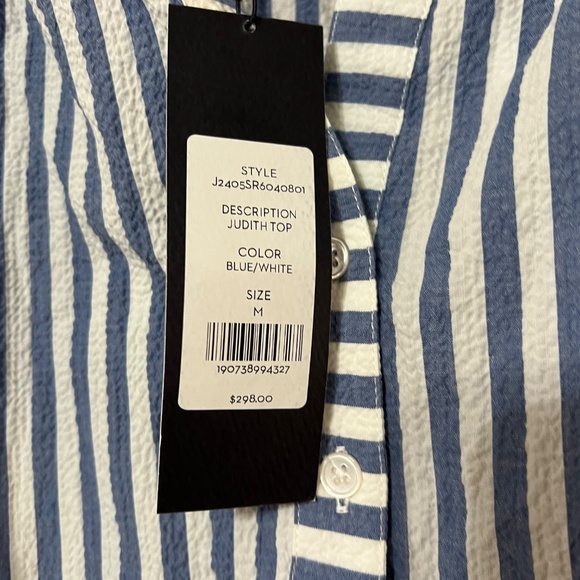 STYLE
J2405SR6040801
DESCRIPTION
JUDITH TOP
COLOR
BLUE/WHITE
SIZE
M
190738994327
$298.00